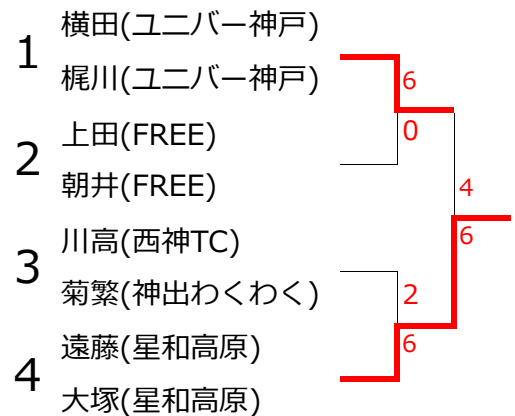 1
横田(ユニバー神戸)
梶川(ユニバー神戸)
6
0
2
上田(FREE)
朝井(FREE)
4
6
3
川高(西神TC)
菊繁(神出わくわく)
2
6
4
遠藤(星和高原)
大塚(星和高原)